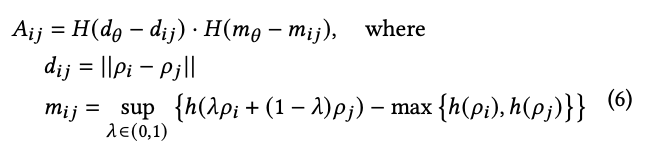 A_{ij} = H(d_θ − d_{ij}) · H(m_θ − m_{ij}),  where
d_{ij} = ||ρ_i − ρ_j||
m_{ij} = sup_{λ∈(0,1)} {h(λρ_i + (1 − λ)ρ_j) − max {h(ρ_i), h(ρ_j)}} (6)